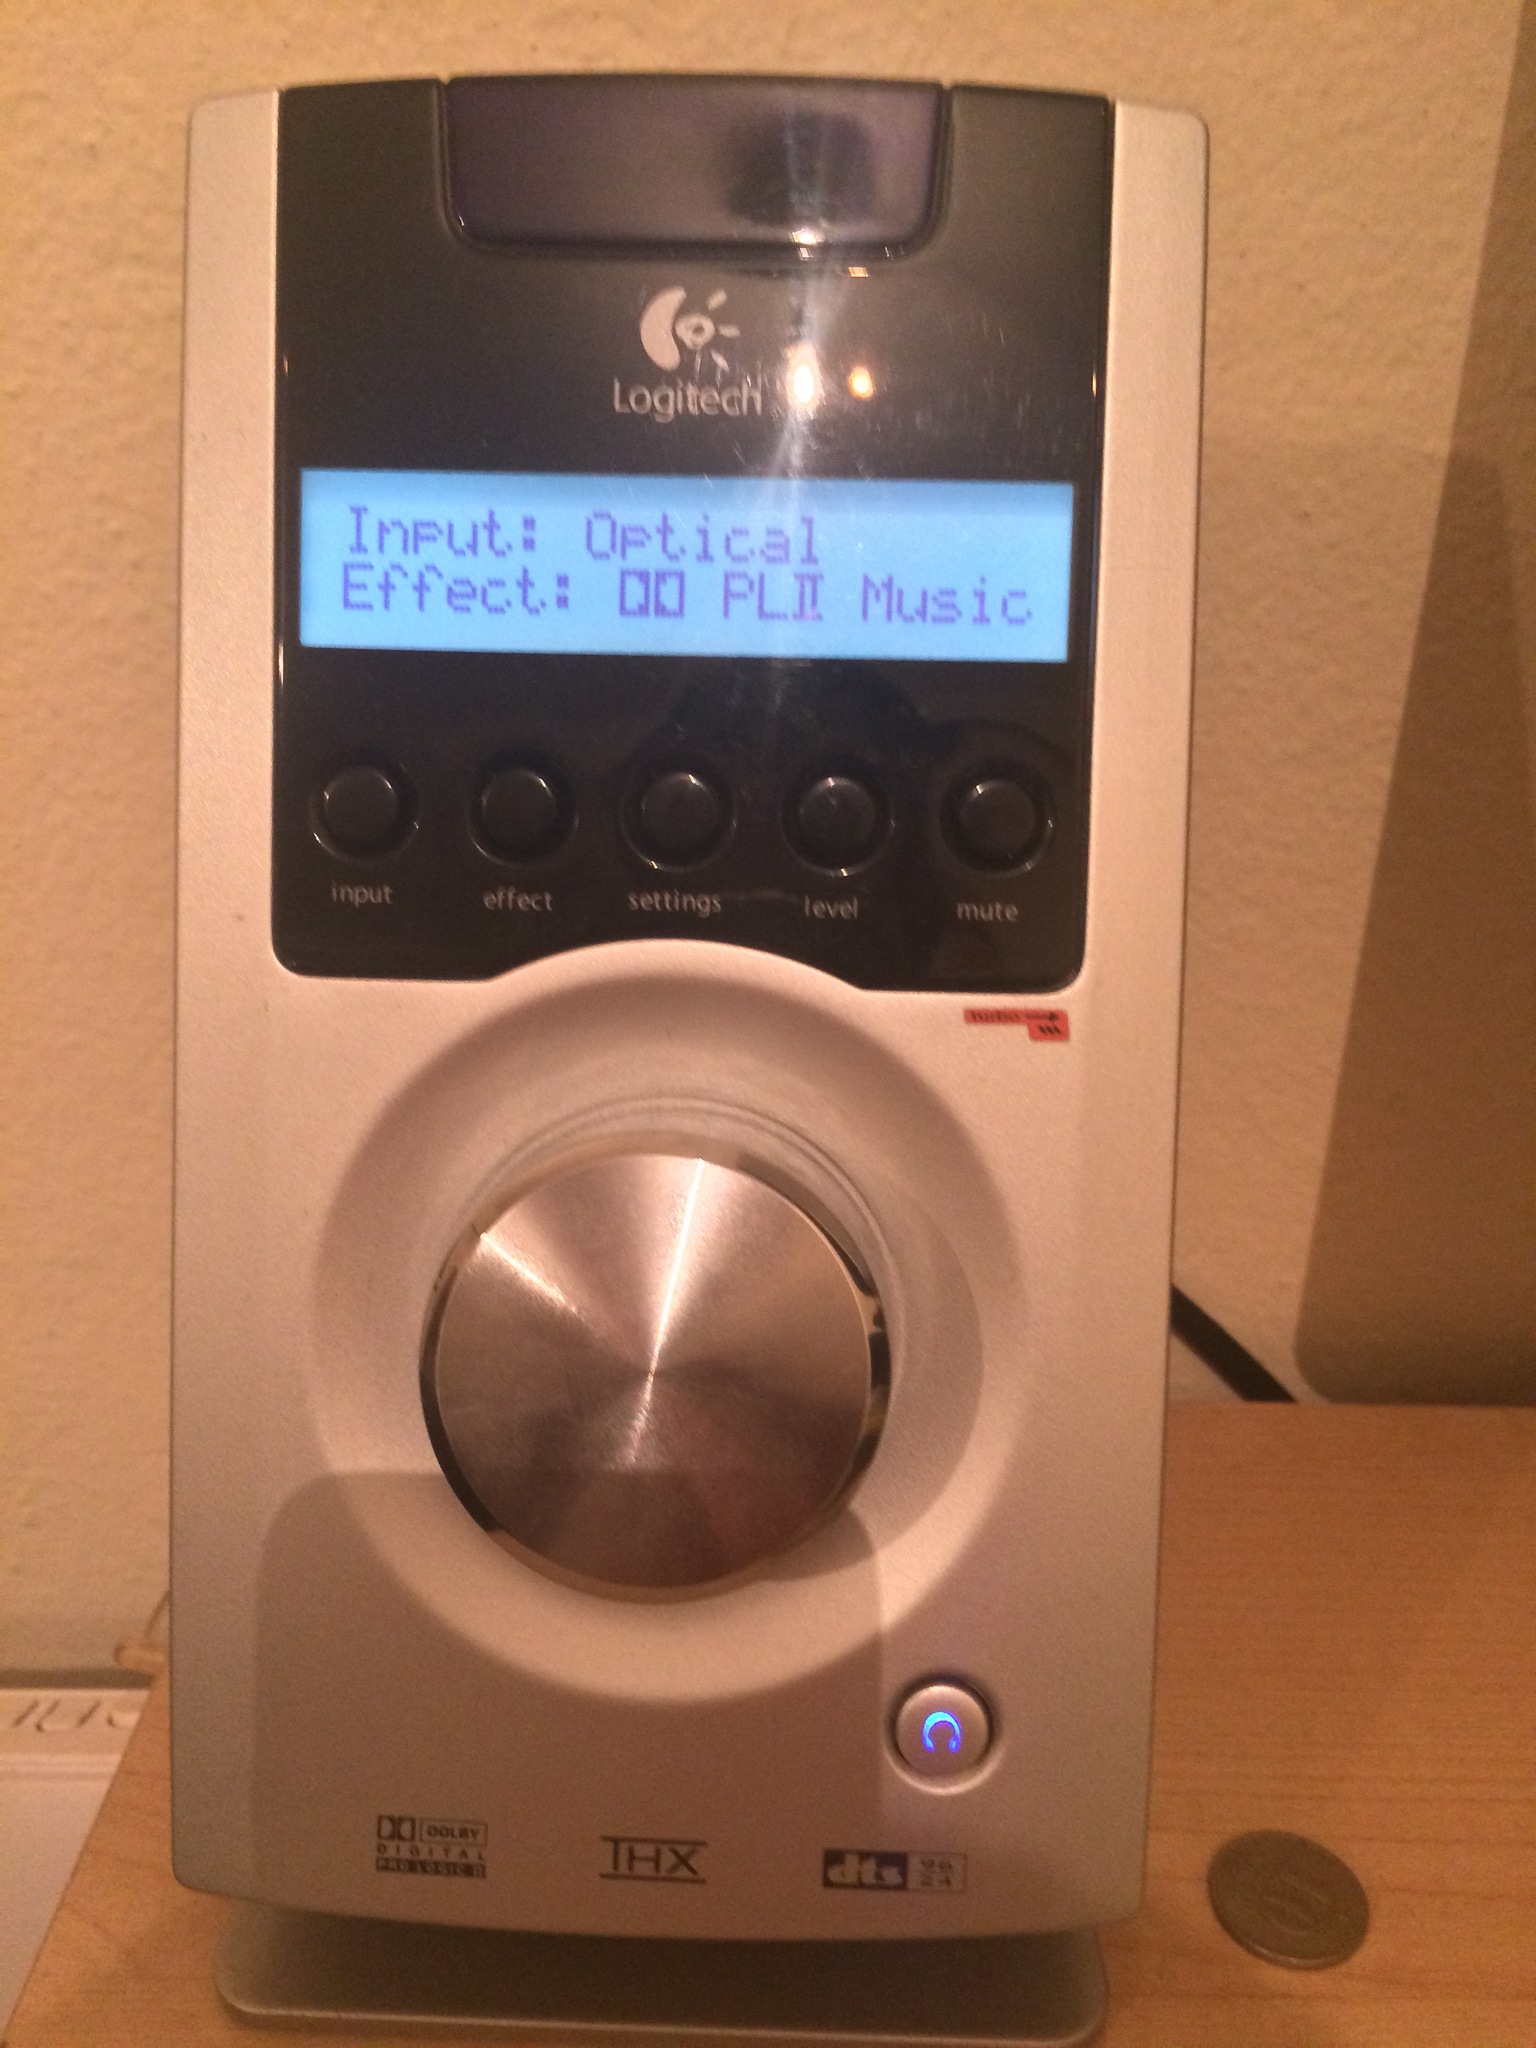 Logitech
Input: Optical
Effect: PLII Music
input effect settings level mute
turbo
DOLBY
DIGITAL
PRO LOGIC II
THX
dts 96 24